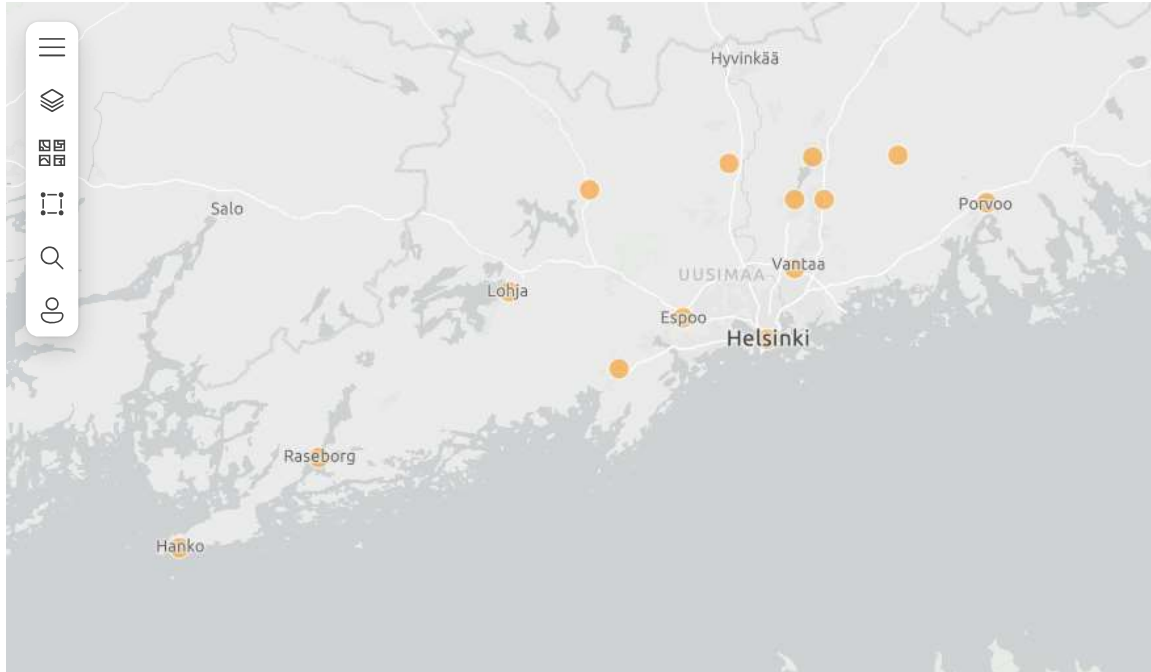 Hyvinkää
Salo
Porvoo
Vantaa
UUSIMAA
Lohja
Espoo
Helsinki
Raseborg
Hanko